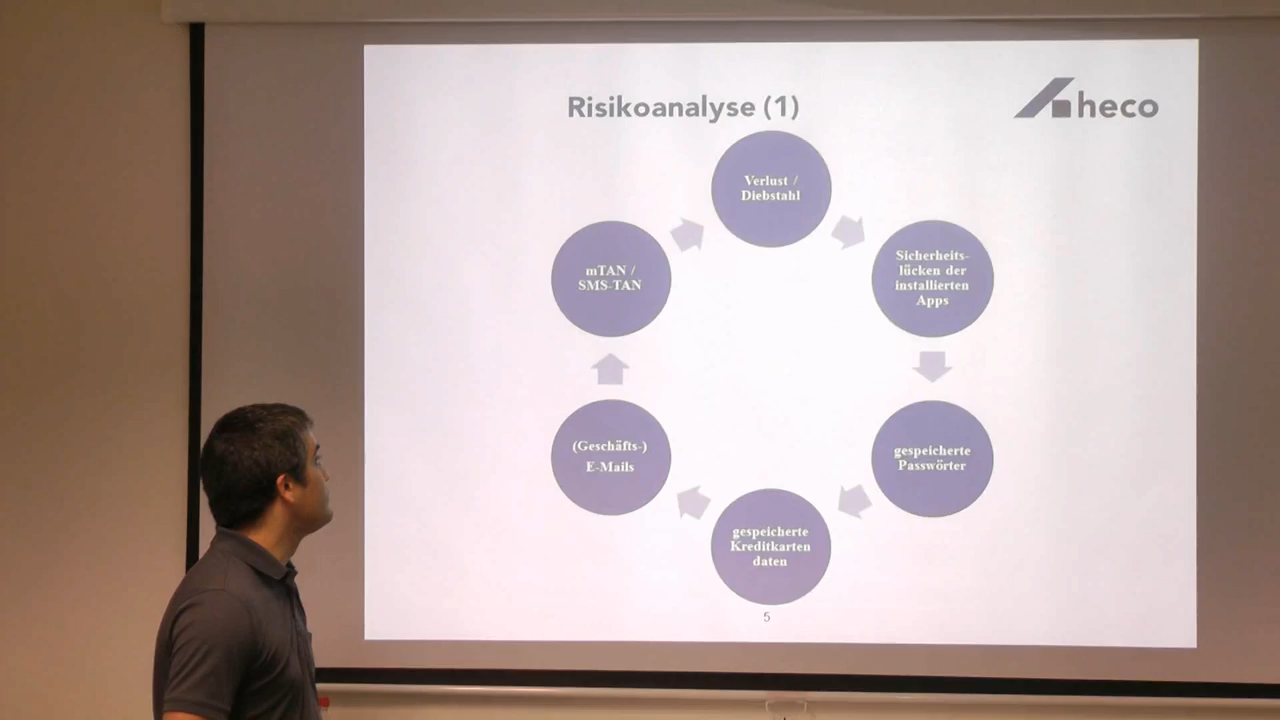 Risikoanalyse (1)
heco
Verlust /
Diebstahl
Sicherheits-
lücken der
installierten
Apps
gespeicherte
Passwörter
gespeicherte
Kreditkarten
daten
(Geschäfts-)
E-Mails
mTAN /
SMS-TAN
5